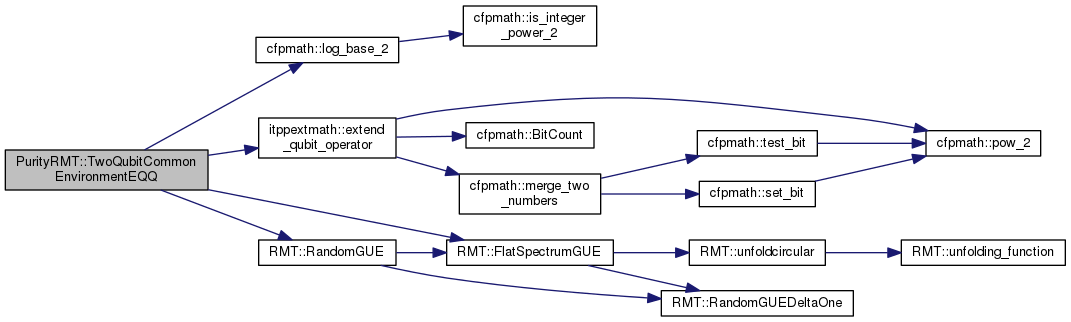 cfpmath::is_integer
_power_2
cfpmath::log_base_2
itppextmath::extend
_qubit_operator
cfpmath::BitCount
cfpmath::test_bit
cfpmath::pow_2
PurityRMT::TwoQubitCommon
EnvironmentEQQ
cfpmath::merge_two
_numbers
cfpmath::set_bit
RMT::RandomGUE
RMT::FlatSpectrumGUE
RMT::unfoldcircular
RMT::unfolding_function
RMT::RandomGUEDeltaOne